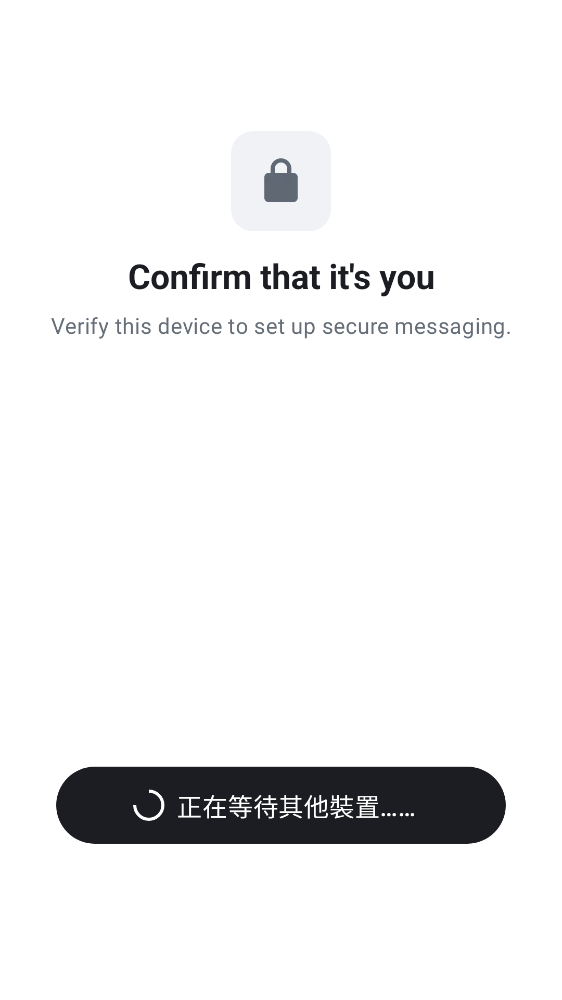 Confirm that it's you
Verify this device to set up secure messaging.
正在等待其他裝置……